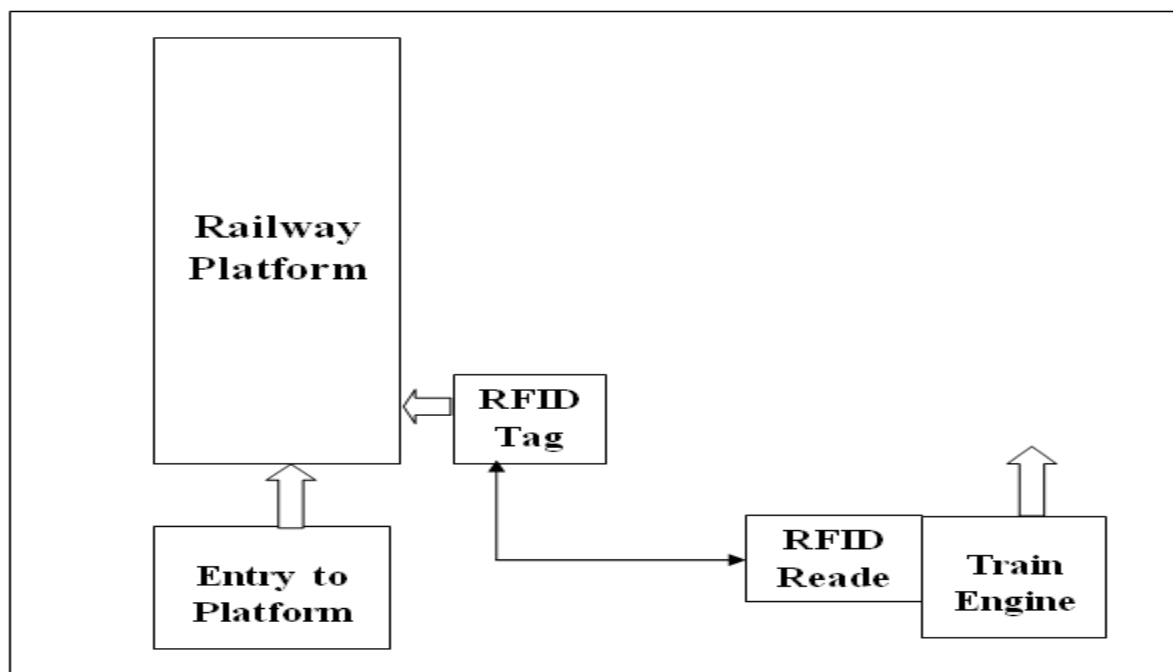 Railway
Platform
RFID
Tag
Entry to
Platform
RFID
Reade
Train
Engine